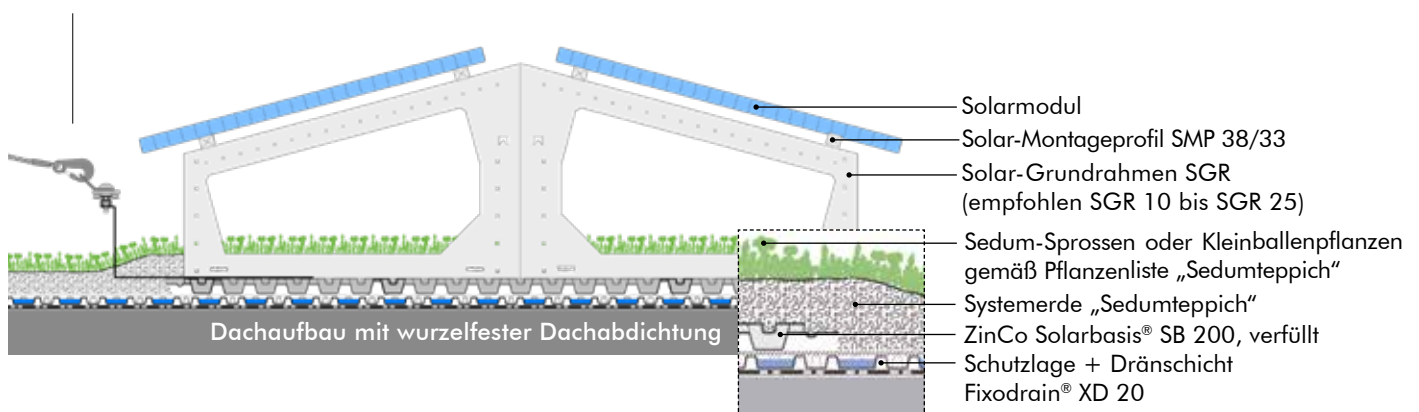 Solarmodul
Solar-Montageprofil SMP 38/33
Solar-Grundrahmen SGR
(empfohlen SGR 10 bis SGR 25)
Sedum-Sprossen oder Kleinballenpflanzen
gemäß Pflanzenliste „Sedumteppich“
Systemerde „Sedumteppich“
Dachaufbau mit wurzelfester Dachabdichtung
ZinCo Solarbasis® SB 200, verfüllt
Schutzlage + Dränschicht
Fixodrain® XD 20